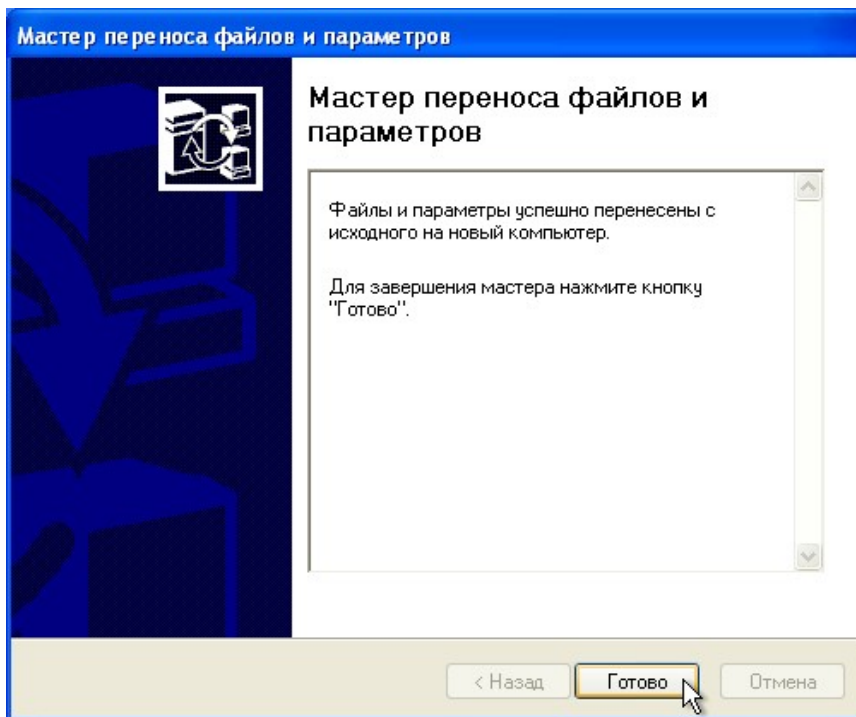 Мастер переноса файлов и параметров
Мастер переноса файлов и
параметров
Файлы и параметры успешно перенесены с
исходного на новый компьютер.
Для завершения мастера нажмите кнопку
"Готово".
< Назад Готово Отмена